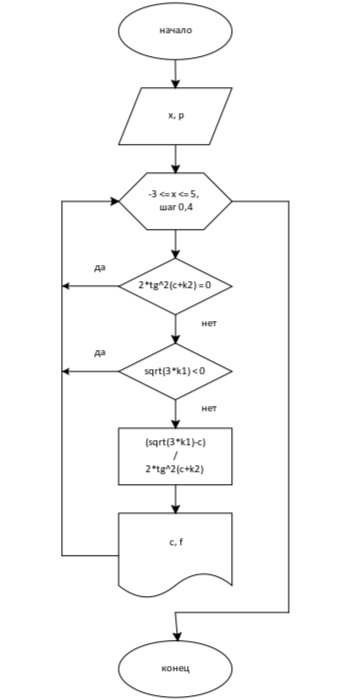 начало
x, p
-3 <=x <=5,
шаг 0,4
да
2*tg^2(c+k2)=0
нет
да
sqrt(3*k1)<0
нет
(sqrt(3*k1)-c)
/
2*tg^2(c+k2)
c, f
конец